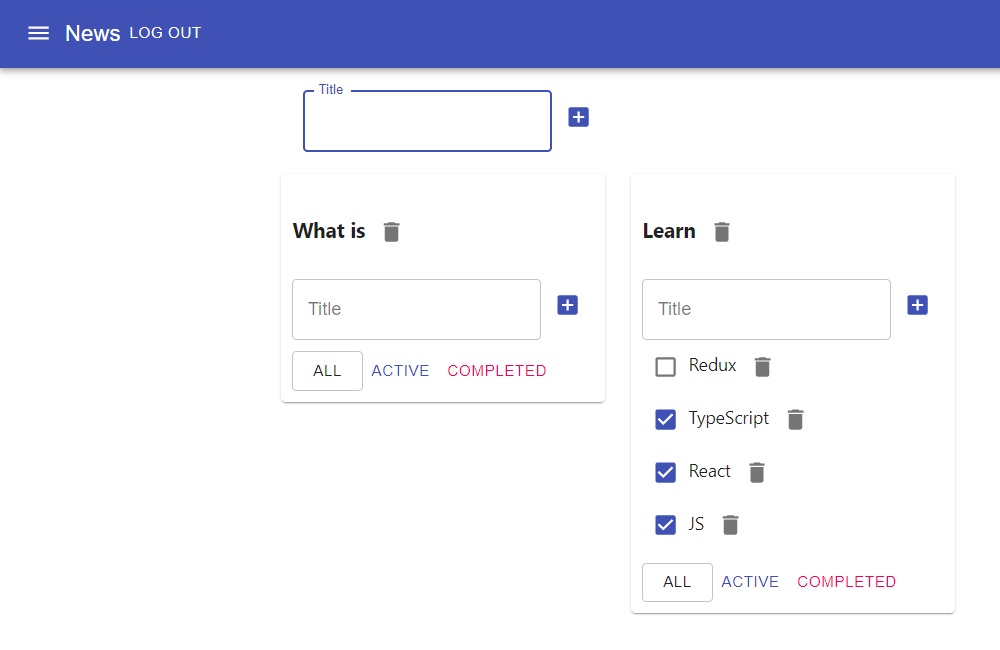 News LOG OUT
Title
What is
Title
ALL ACTIVE COMPLETED
Learn
Title
Redux
TypeScript
React
JS
ALL ACTIVE COMPLETED